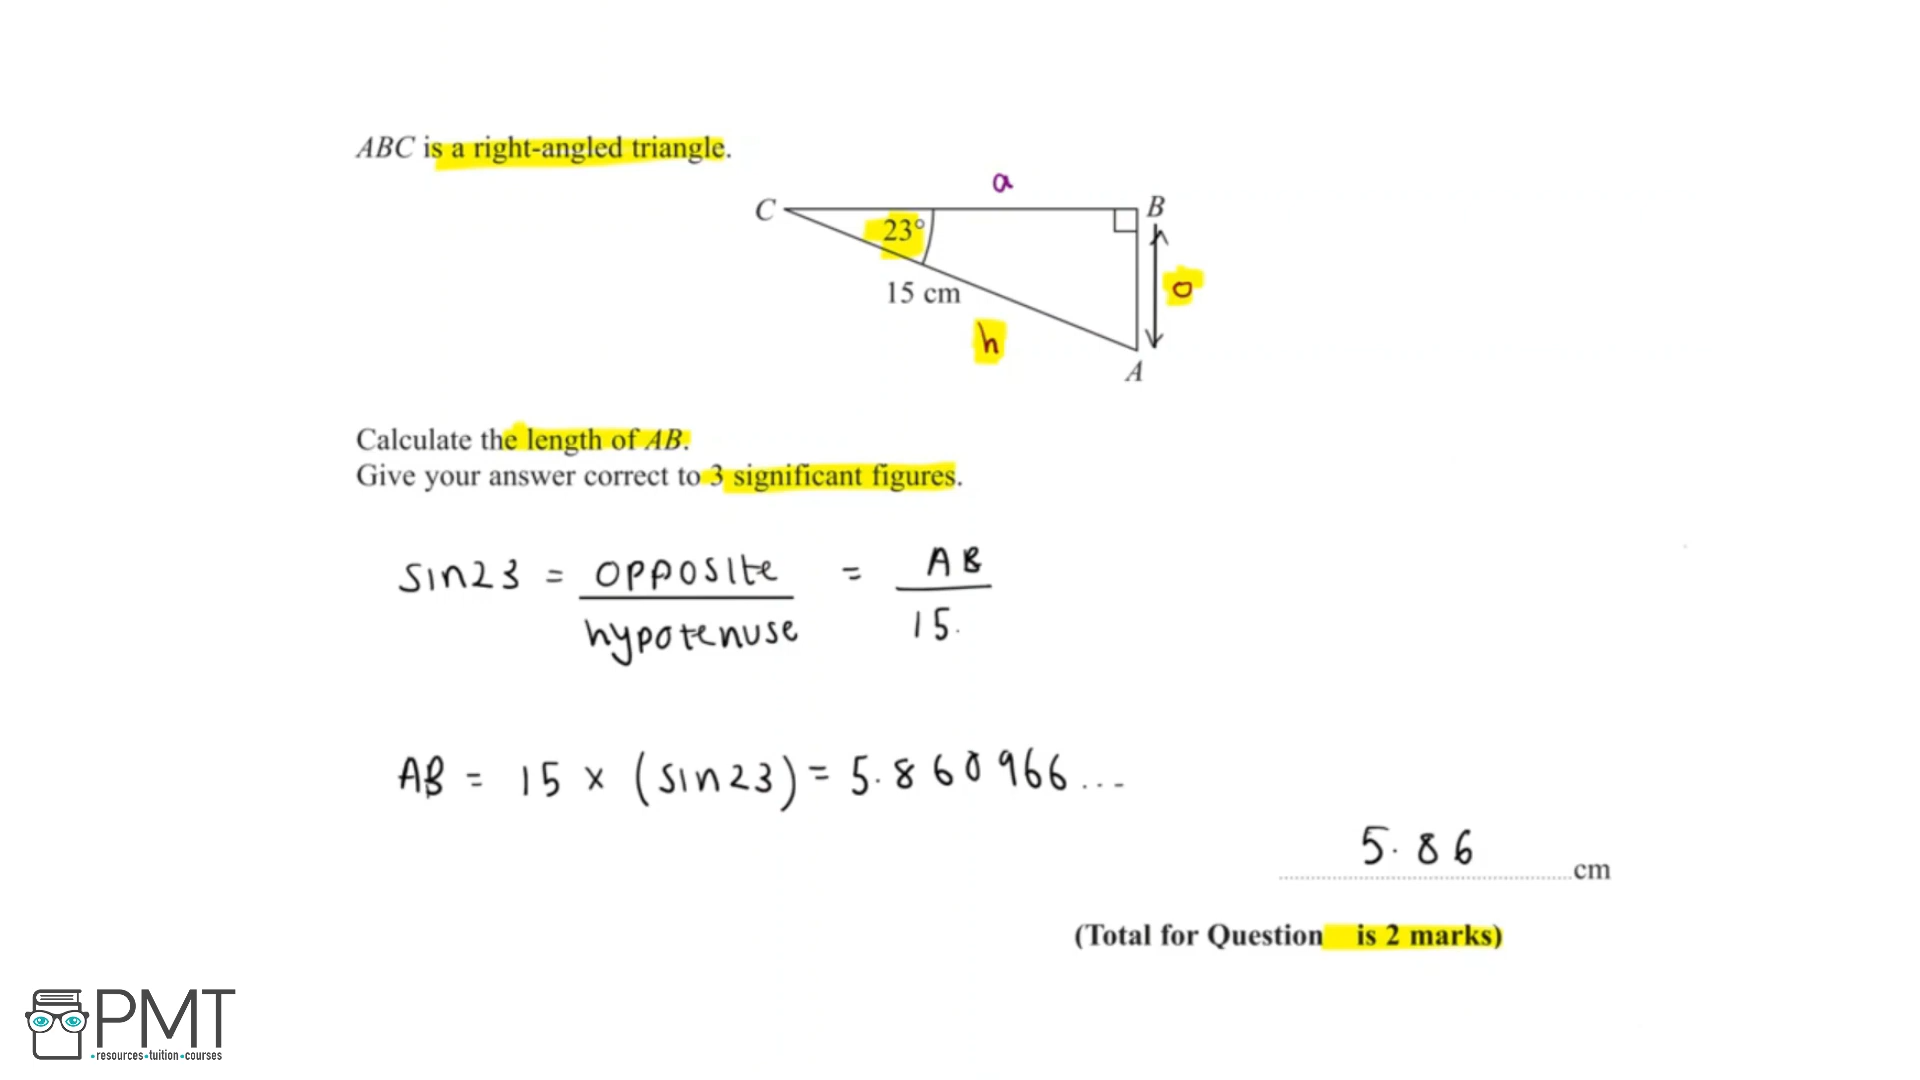 ABC is a right-angled triangle.
a
C
B
23°
o
15 cm
h
A
Calculate the length of AB.
Give your answer correct to 3 significant figures.
sin23 = opposite = AB
hypotenuse 15.
AB = 15 × (sin23) = 5.860966...
5.86
cm
(Total for Question is 2 marks)
PMT
•resources•tuition•courses